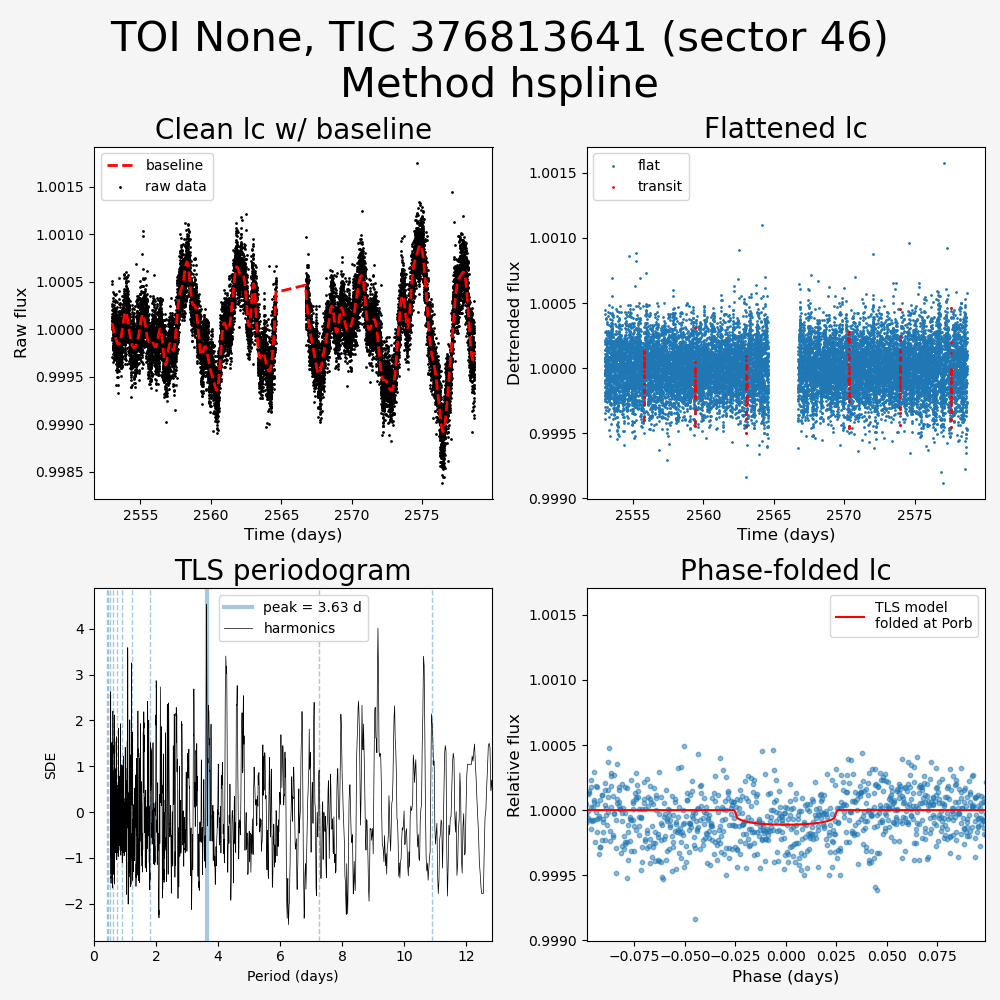 TOI None, TIC 376813641 (sector 46)
Method hspline
Clean lc w/ baseline
baseline
raw data
1.0015
1.0010
1.0005
1.0000
0.9995
0.9990
0.9985
Raw flux
2555 2560 2565 2570 2575
Time (days)
Flattened lc
flat
transit
1.0015
1.0010
1.0005
1.0000
0.9995
0.9990
Detrended flux
2555 2560 2565 2570 2575
Time (days)
TLS periodogram
peak = 3.63 d
harmonics
4
3
2
1
0
−1
−2
SDE
0 2 4 6 8 10 12
Period (days)
Phase-folded lc
TLS model
folded at Porb
1.0015
1.0010
1.0005
1.0000
0.9995
0.9990
Relative flux
−0.075 −0.050 −0.025 0.000 0.025 0.050 0.075
Phase (days)